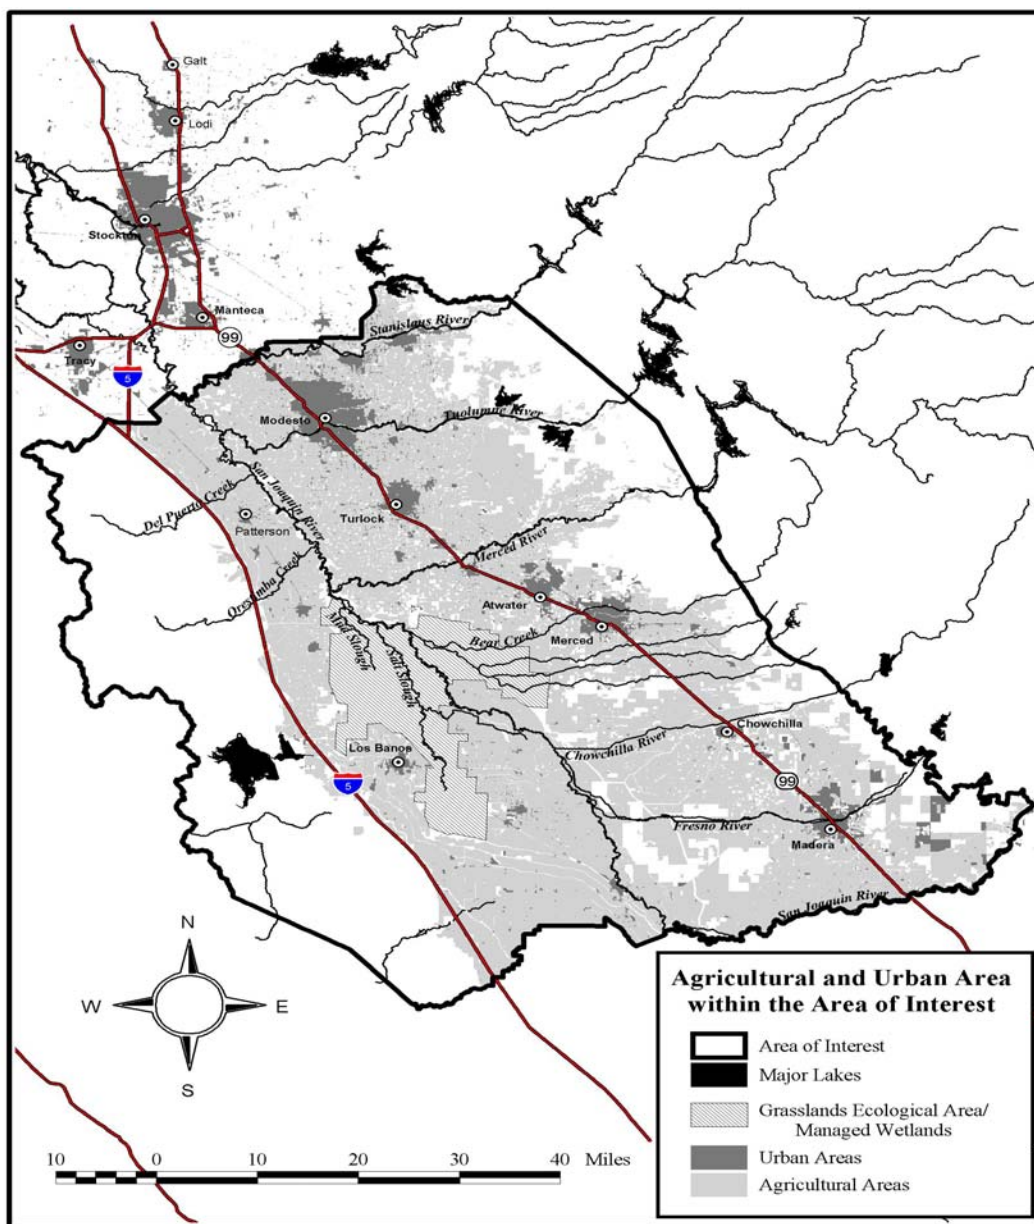 Galt
Lodi
Stockton
Manteca
99
Tracy
5
Stanislaus River
Modesto
Tuolumne River
San Joaquin River
Del Puerto Creek
Patterson
Turlock
Merced River
Orestimba Creek
Atwater
Merced
Bear Creek
Mud Slough
Salt Slough
Los Banos
5
Chowchilla
Chowchilla River
99
Fresno River
Madera
San Joaquin River
N
W
E
S
Agricultural and Urban Area
within the Area of Interest
Area of Interest
Major Lakes
Grasslands Ecological Area/
Managed Wetlands
Urban Areas
Agricultural Areas
10 0 10 20 30 40 Miles